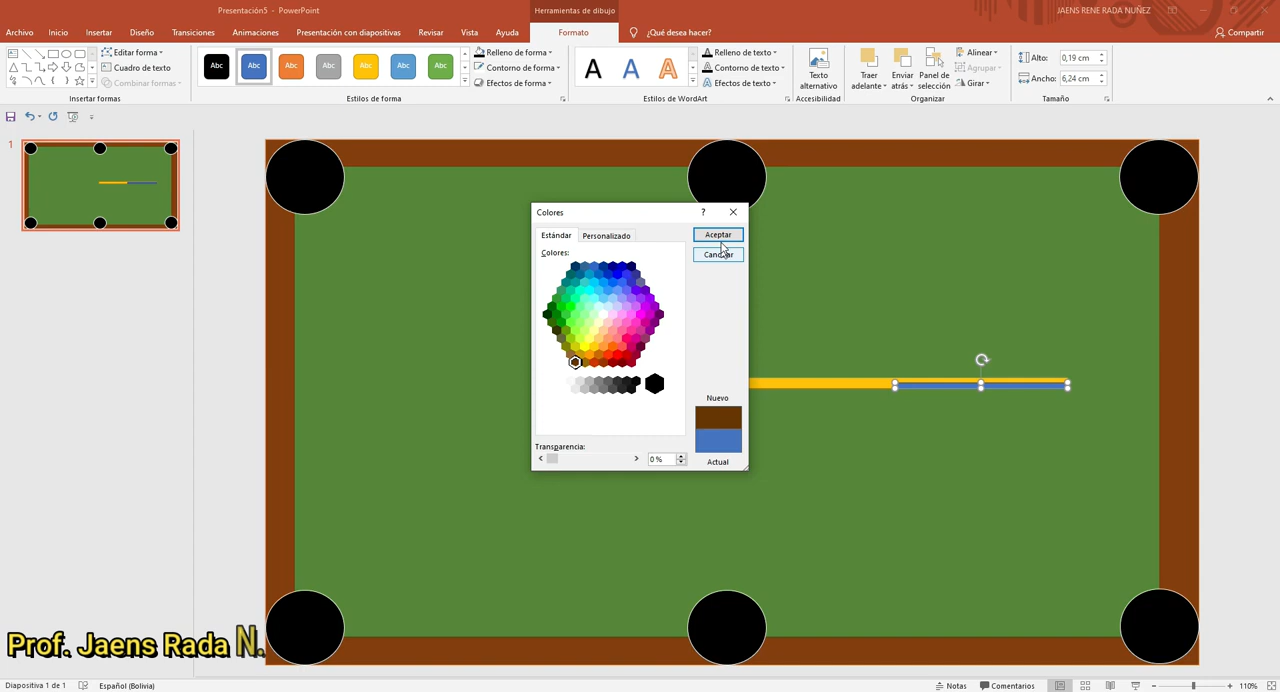 Presentación5 - PowerPoint
Herramientas de dibujo
JAENS RENE RADA NUÑEZ
Archivo Inicio Insertar Diseño Transiciones Animaciones Presentación con diapositivas Revisar Vista Ayuda Formato ¿Qué desea hacer? Compartir
Editar forma
Cuadro de texto
Combinar formas
Insertar formas
Abc Abc Abc Abc Abc Abc Abc
Relleno de forma
Contorno de forma
Efectos de forma
Estilos de forma
A A A
Relleno de texto
Contorno de texto
Efectos de texto
Estilos de WordArt
Texto
alternativo
Accesibilidad
Traer
adelante
Enviar
atrás
Panel de
selección
Alinear
Agrupar
Girar
Organizar
Alto: 0,19 cm
Ancho: 6,24 cm
Tamaño
1
Colores
? X
Estándar Personalizado
Aceptar
Cancelar
Colores:
Nuevo
Transparencia:
0 %
Actual
Prof. Jaens Rada N.
Diapositiva 1 de 1 Español (Bolivia) Notas Comentarios 110%